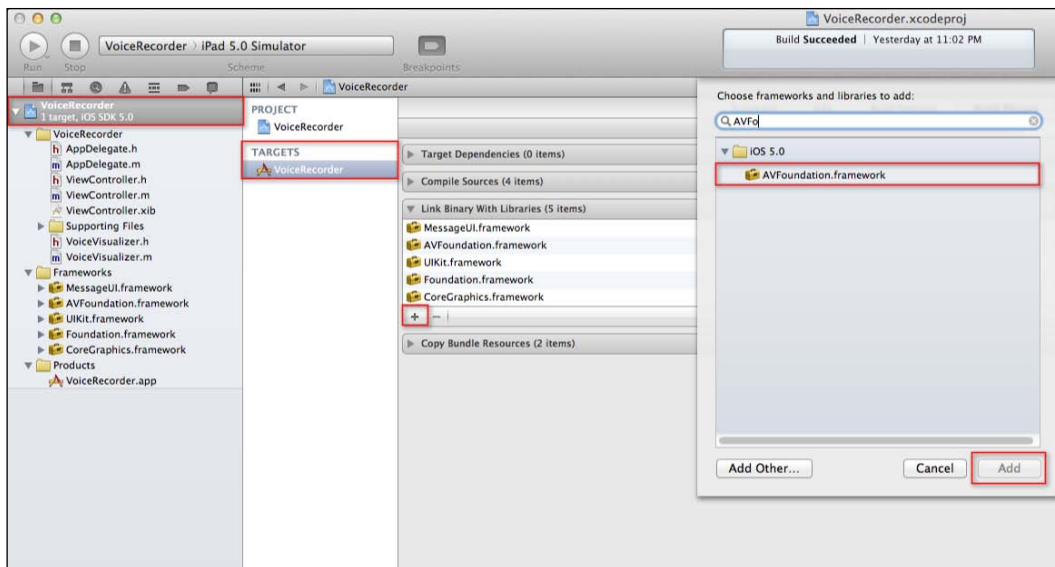 VoiceRecorder.xcodeproj
VoiceRecorder › iPad 5.0 Simulator
Build Succeeded | Yesterday at 11:02 PM
Run
Stop
Scheme
Breakpoints
VoiceRecorder
VoiceRecorder
1 target, iOS SDK 5.0
VoiceRecorder
h AppDelegate.h
m AppDelegate.m
h ViewController.h
m ViewController.m
ViewController.xib
Supporting Files
h VoiceVisualizer.h
m VoiceVisualizer.m
Frameworks
MessageUI.framework
AVFoundation.framework
UIKit.framework
Foundation.framework
CoreGraphics.framework
Products
VoiceRecorder.app
PROJECT
VoiceRecorder
TARGETS
VoiceRecorder
Target Dependencies (0 items)
Compile Sources (4 items)
Link Binary With Libraries (5 items)
MessageUI.framework
AVFoundation.framework
UIKit.framework
Foundation.framework
CoreGraphics.framework
+ −
Copy Bundle Resources (2 items)
Choose frameworks and libraries to add:
AVFo
iOS 5.0
AVFoundation.framework
Add Other...
Cancel
Add